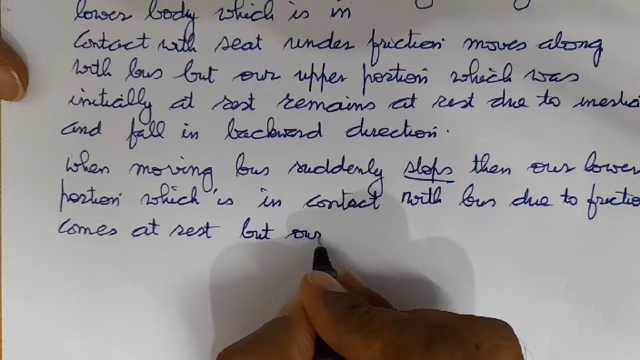 lower body which is in
Contact with seat under friction moves along
with bus but our upper portion which was
initially at rest remains at rest due to inertia
and fall in backward direction.
When moving bus suddenly stops then our lower
portion which is in contact with bus due to friction
comes at rest but our